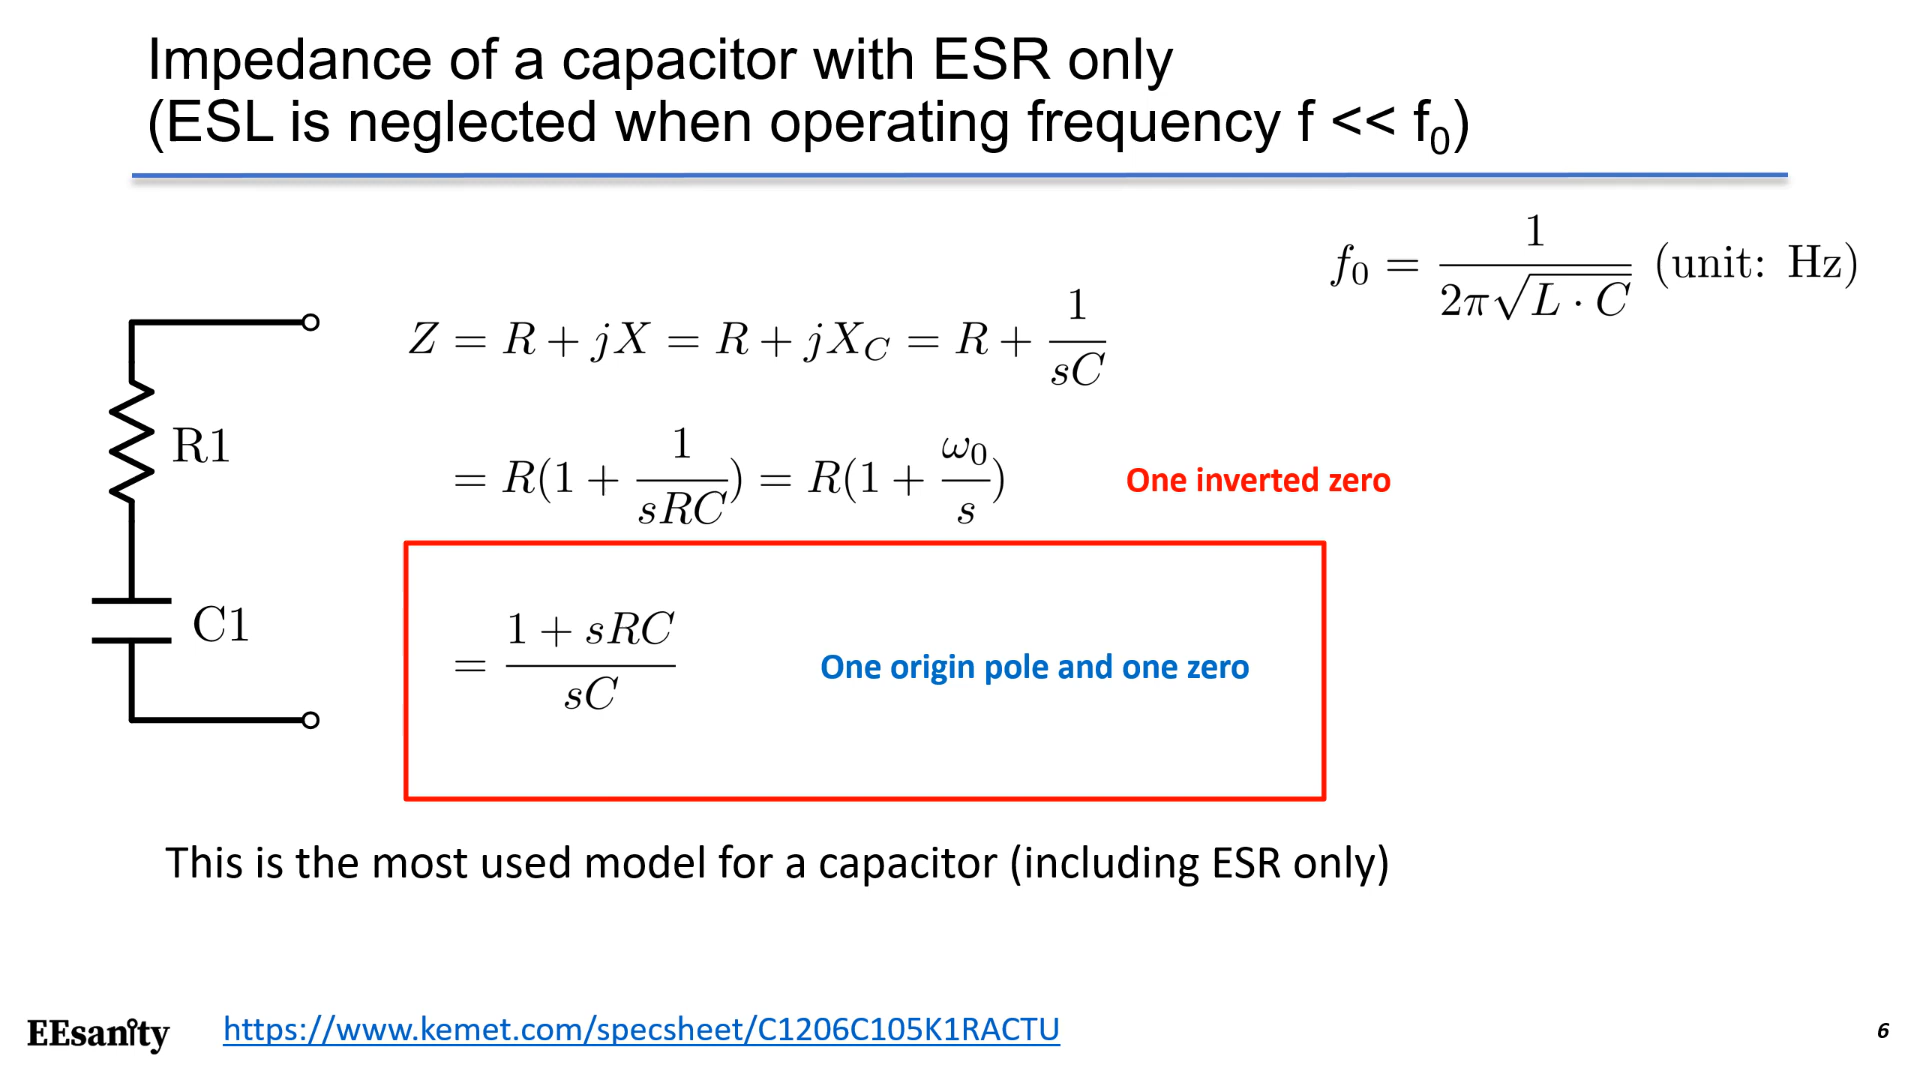 Impedance of a capacitor with ESR only
(ESL is neglected when operating frequency f << f₀)
f₀ = 1 / (2π√(L · C)) (unit: Hz)
Z = R + jX = R + jX_C = R + 1/(sC)
R1
= R(1 + 1/(sRC)) = R(1 + ω₀/s)
One inverted zero
C1
= (1 + sRC)/(sC)
One origin pole and one zero
This is the most used model for a capacitor (including ESR only)
EEsanity
https://www.kemet.com/specsheet/C1206C105K1RACTU
6